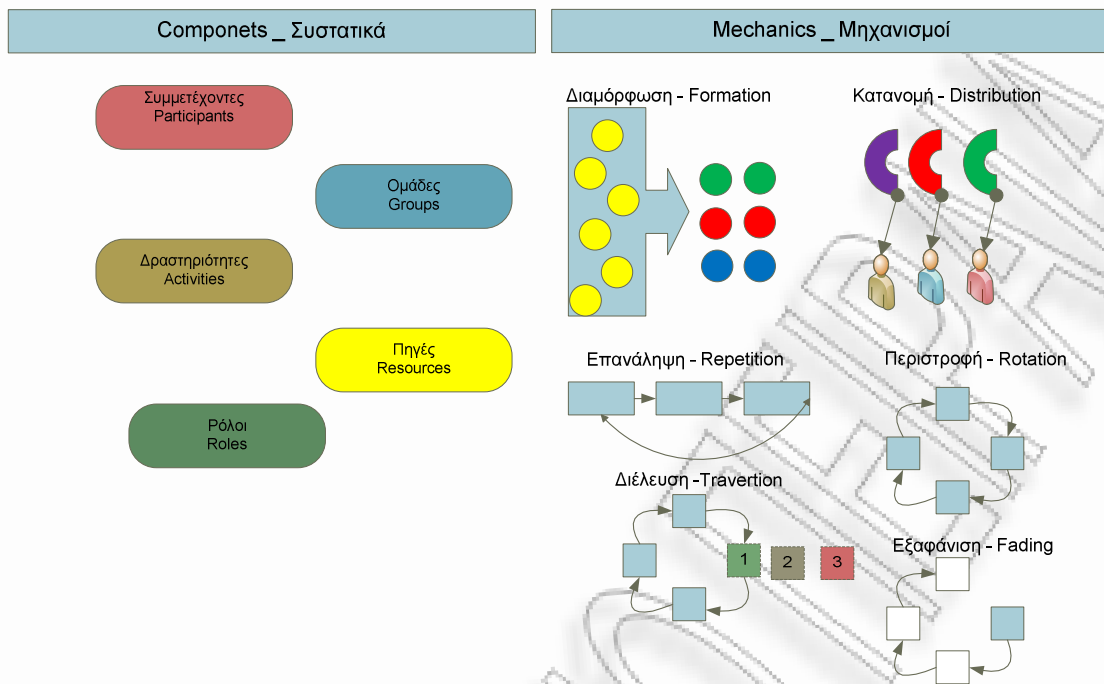 Componets _ Συστατικά
Συμμετέχοντες
Participants
Ομάδες
Groups
Δραστηριότητες
Activities
Πηγές
Resources
Ρόλοι
Roles
Mechanics _ Μηχανισμοί
Διαμόρφωση - Formation
Κατανομή - Distribution
Επανάληψη - Repetition
Περιστροφή - Rotation
Διέλευση -Travertion
1 2 3
Εξαφάνιση - Fading